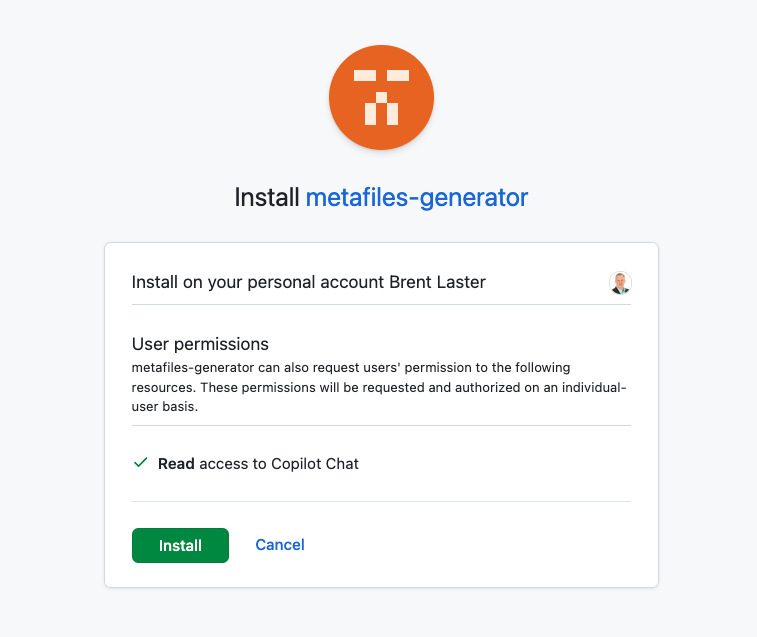 Install metafiles-generator
Install on your personal account Brent Laster
User permissions
metafiles-generator can also request users' permission to the following
resources. These permissions will be requested and authorized on an individual-
user basis.
Read access to Copilot Chat
Install
Cancel